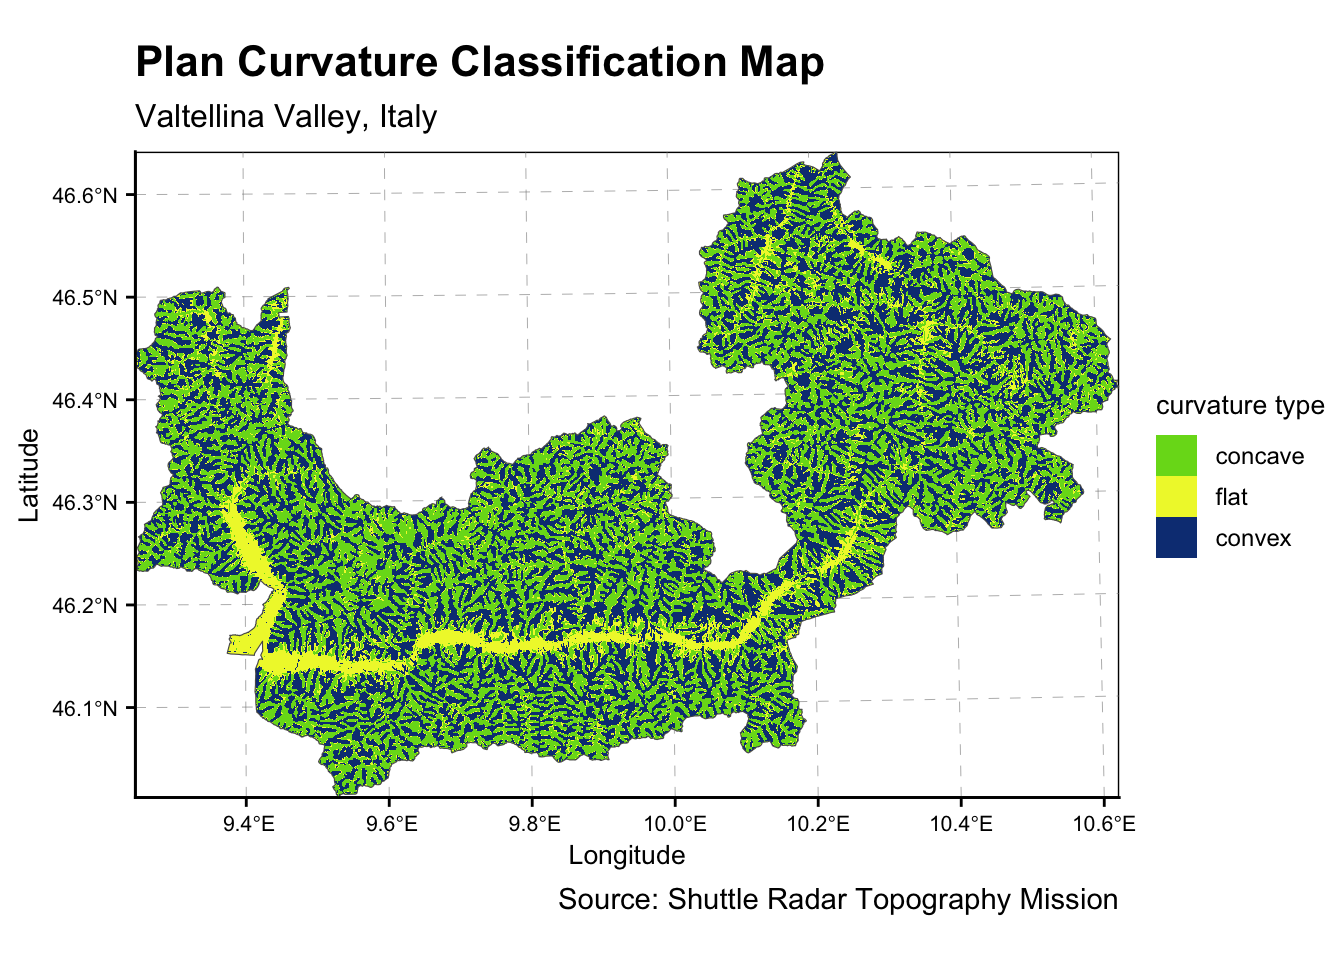 Plan Curvature Classification Map
Valtellina Valley, Italy
46.6°N
46.5°N
46.4°N
46.3°N
46.2°N
46.1°N
Latitude
9.4°E
9.6°E
9.8°E
10.0°E
10.2°E
10.4°E
10.6°E
Longitude
curvature type
concave
flat
convex
Source: Shuttle Radar Topography Mission